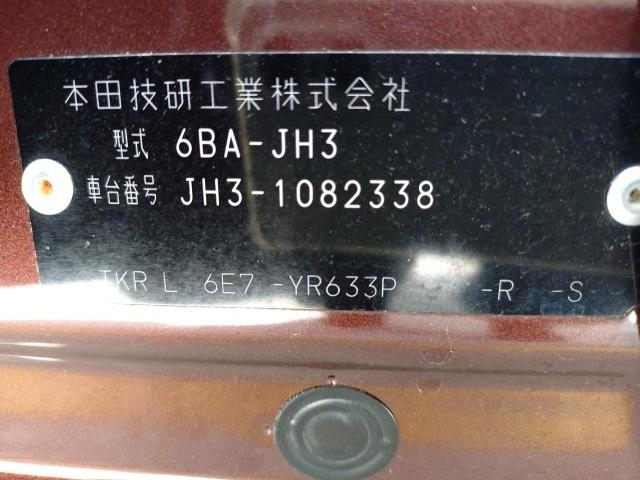 本田技研工業株式会社
型式 6BA-JH3
車台番号 JH3-1082338
TKR L 6E7 -YR633P -R -S